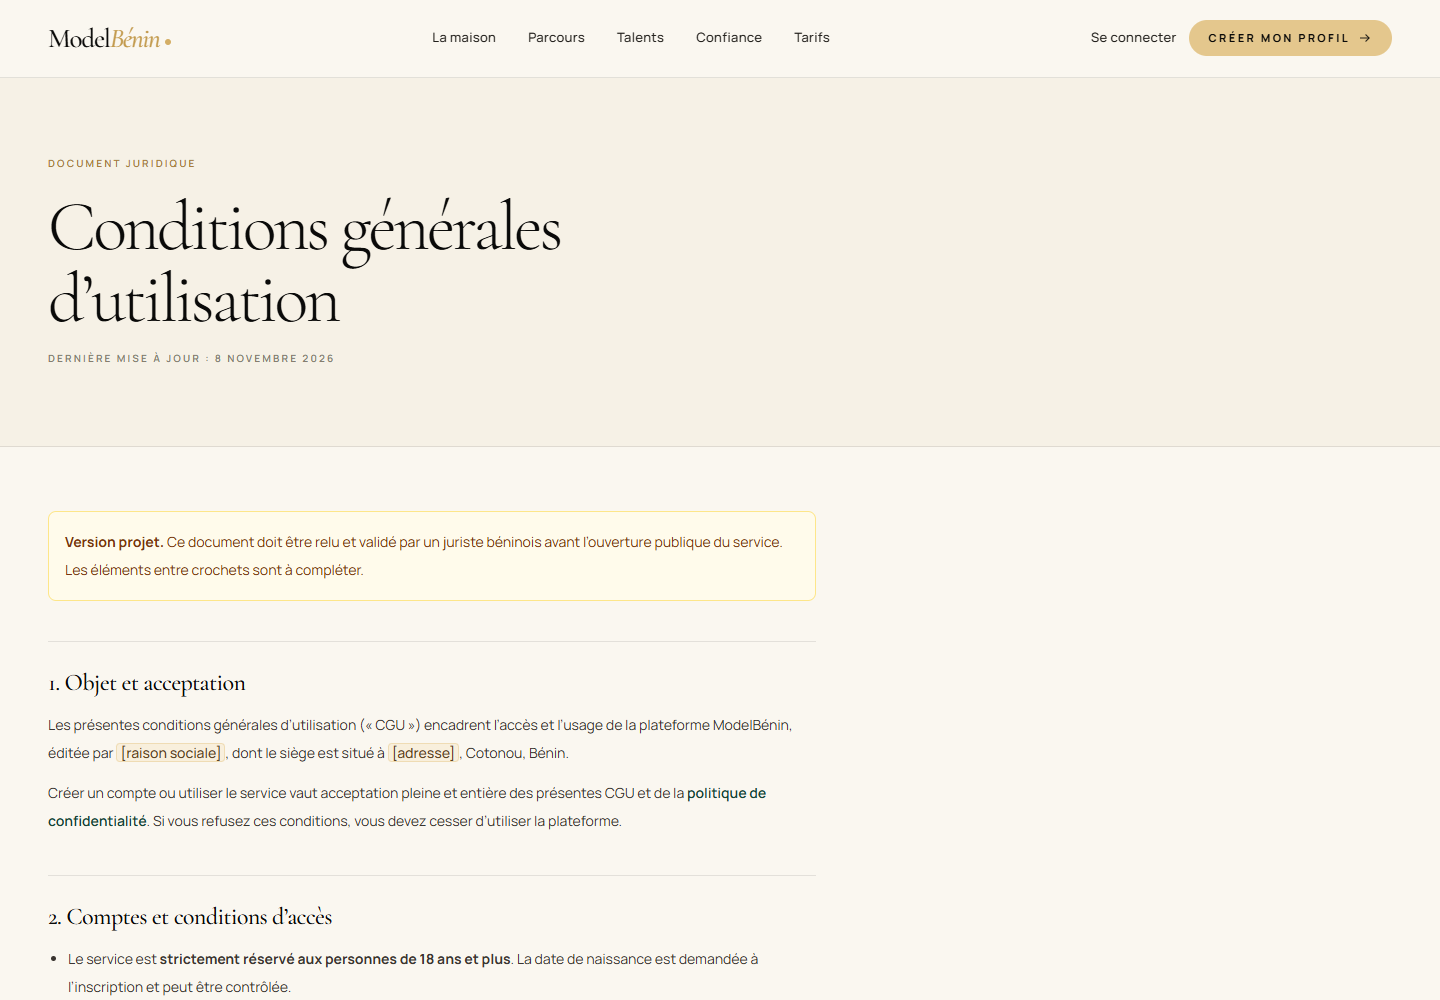 ModelBénin
La maison
Parcours
Talents
Confiance
Tarifs
Se connecter
CRÉER MON PROFIL →
DOCUMENT JURIDIQUE
Conditions générales
d’utilisation
DERNIÈRE MISE À JOUR : 8 NOVEMBRE 2026
Version projet. Ce document doit être relu et validé par un juriste béninois avant l’ouverture publique du service.
Les éléments entre crochets sont à compléter.
1. Objet et acceptation
Les présentes conditions générales d’utilisation (« CGU ») encadrent l’accès et l’usage de la plateforme ModelBénin,
éditée par [raison sociale], dont le siège est situé à [adresse], Cotonou, Bénin.
Créer un compte ou utiliser le service vaut acceptation pleine et entière des présentes CGU et de la politique de
confidentialité. Si vous refusez ces conditions, vous devez cesser d’utiliser la plateforme.
2. Comptes et conditions d’accès
• Le service est strictement réservé aux personnes de 18 ans et plus. La date de naissance est demandée à
l’inscription et peut être contrôlée.